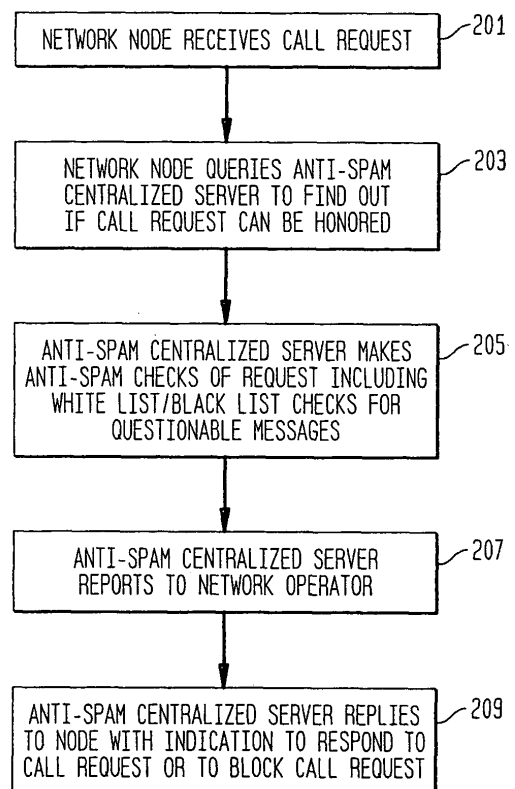 NETWORK NODE RECEIVES CALL REQUEST
201
NETWORK NODE QUERIES ANTI-SPAM
CENTRALIZED SERVER TO FIND OUT
IF CALL REQUEST CAN BE HONORED
203
ANTI-SPAM CENTRALIZED SERVER MAKES
ANTI-SPAM CHECKS OF REQUEST INCLUDING
WHITE LIST/BLACK LIST CHECKS FOR
QUESTIONABLE MESSAGES
205
ANTI-SPAM CENTRALIZED SERVER
REPORTS TO NETWORK OPERATOR
207
ANTI-SPAM CENTRALIZED SERVER REPLIES
TO NODE WITH INDICATION TO RESPOND TO
CALL REQUEST OR TO BLOCK CALL REQUEST
209